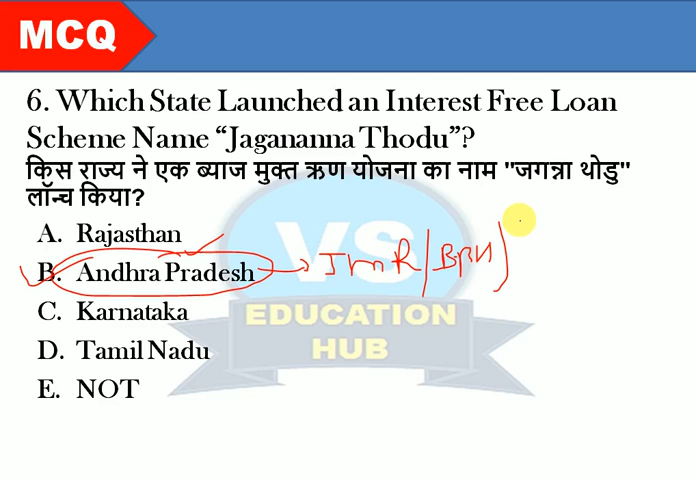 MCQ
6. Which State Launched an Interest Free Loan
Scheme Name “Jagananna Thodu”?
किस राज्य ने एक ब्याज मुक्त ऋण योजना का नाम "जगन्ना थोडु"
लॉन्च किया?
A. Rajasthan
B. Andhra Pradesh
C. Karnataka
D. Tamil Nadu
E. NOT
VS
EDUCATION
HUB